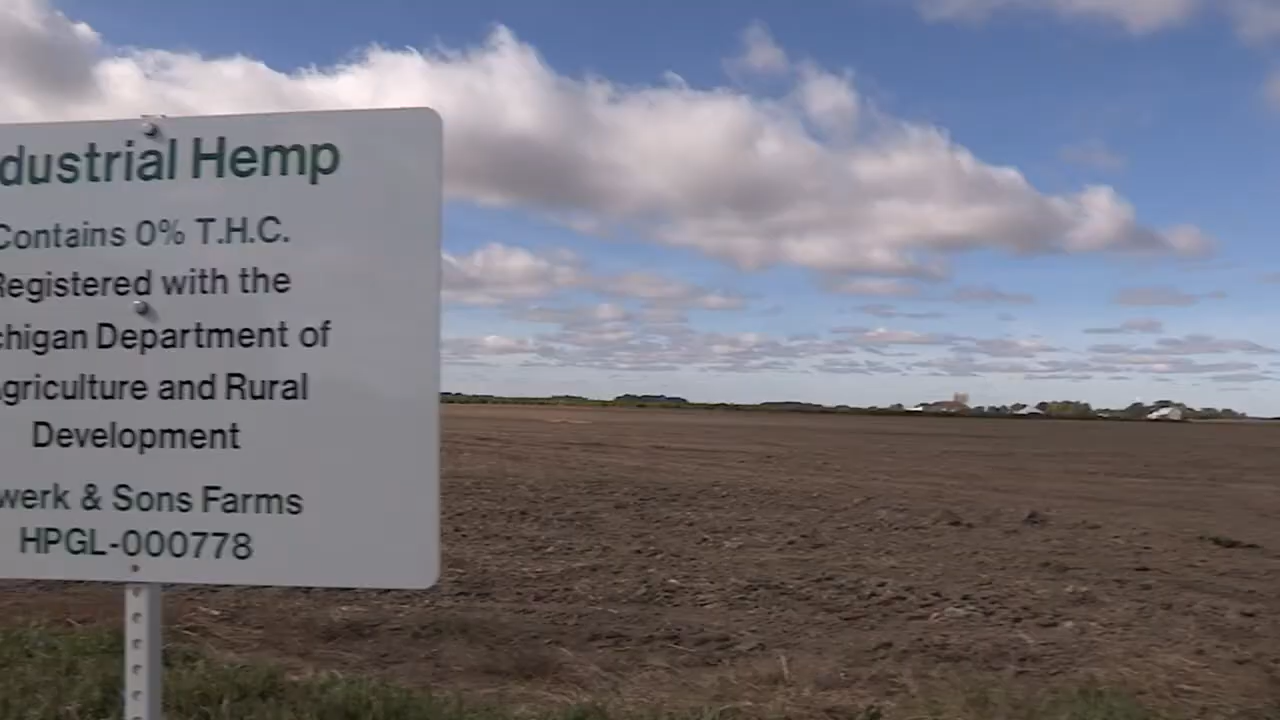 dustrial Hemp
Contains 0% T.H.C.
Registered with the
chigan Department of
griculture and Rural
Development
werk & Sons Farms
HPGL-000778